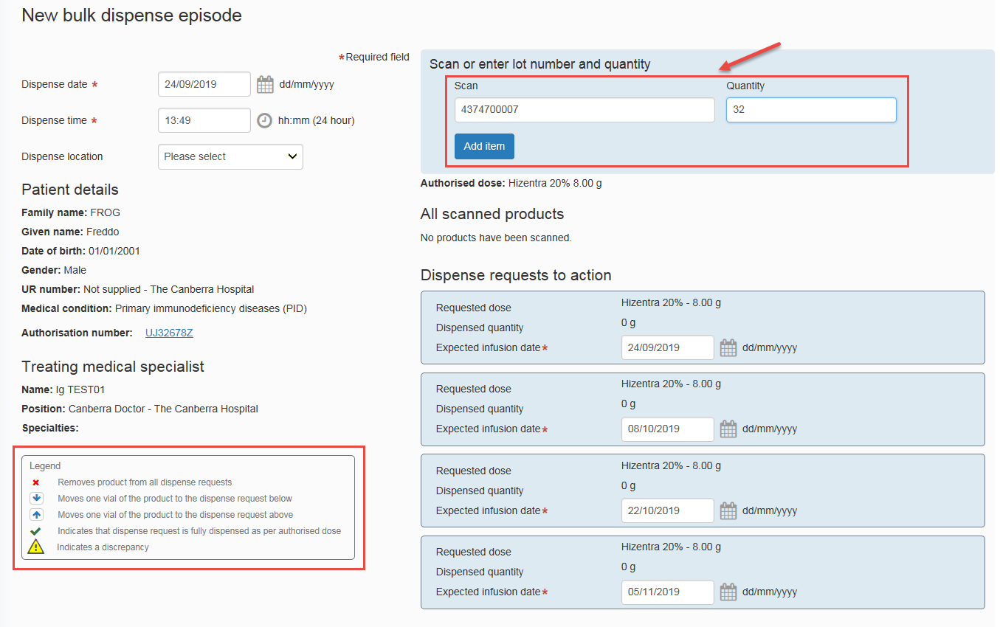 New bulk dispense episode
*Required field
Dispense date *
24/09/2019
dd/mm/yyyy
Dispense time *
13:49
hh:mm (24 hour)
Dispense location
Please select
Patient details
Family name: FROG
Given name: Freddo
Date of birth: 01/01/2001
Gender: Male
UR number: Not supplied - The Canberra Hospital
Medical condition: Primary immunodeficiency diseases (PID)
Authorisation number: UJ32678Z
Treating medical specialist
Name: Ig TEST01
Position: Canberra Doctor - The Canberra Hospital
Specialties:
Legend
Removes product from all dispense requests
Moves one vial of the product to the dispense request below
Moves one vial of the product to the dispense request above
Indicates that dispense request is fully dispensed as per authorised dose
Indicates a discrepancy
Scan or enter lot number and quantity
Scan
Quantity
4374700007
32
Add item
Authorised dose: Hizentra 20% 8.00 g
All scanned products
No products have been scanned.
Dispense requests to action
Requested dose
Hizentra 20% - 8.00 g
Dispensed quantity
0 g
Expected infusion date*
24/09/2019
dd/mm/yyyy
Requested dose
Hizentra 20% - 8.00 g
Dispensed quantity
0 g
Expected infusion date*
08/10/2019
dd/mm/yyyy
Requested dose
Hizentra 20% - 8.00 g
Dispensed quantity
0 g
Expected infusion date*
22/10/2019
dd/mm/yyyy
Requested dose
Hizentra 20% - 8.00 g
Dispensed quantity
0 g
Expected infusion date*
05/11/2019
dd/mm/yyyy